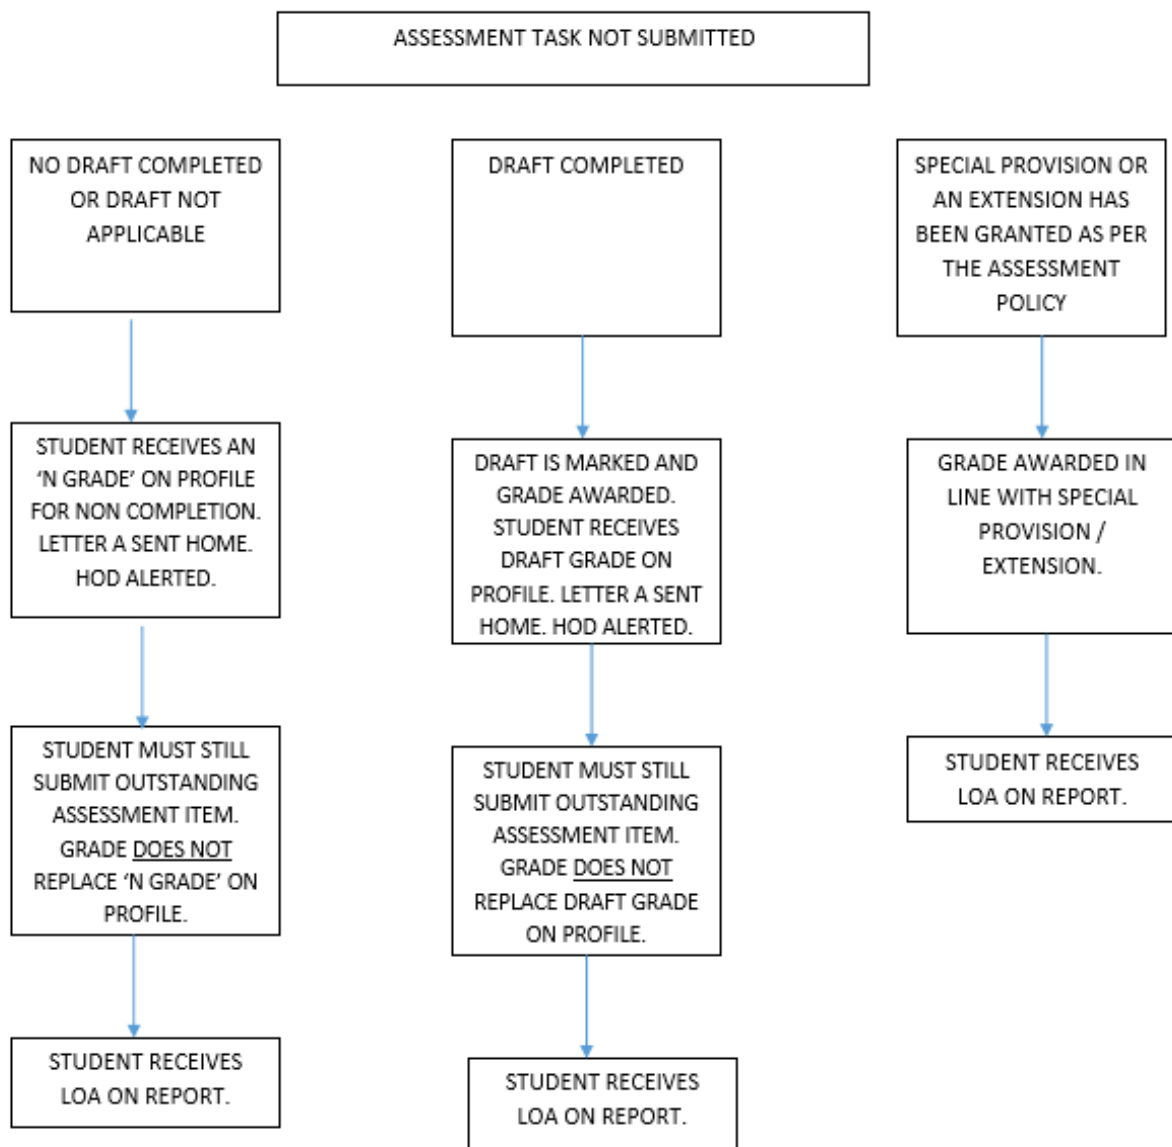 ASSESSMENT TASK NOT SUBMITTED
NO DRAFT COMPLETED
OR DRAFT NOT
APPLICABLE
STUDENT RECEIVES AN
‘N GRADE’ ON PROFILE
FOR NON COMPLETION.
LETTER A SENT HOME.
HOD ALERTED.
STUDENT MUST STILL
SUBMIT OUTSTANDING
ASSESSMENT ITEM.
GRADE DOES NOT
REPLACE ‘N GRADE’ ON
PROFILE.
STUDENT RECEIVES
LOA ON REPORT.
DRAFT COMPLETED
DRAFT IS MARKED AND
GRADE AWARDED.
STUDENT RECEIVES
DRAFT GRADE ON
PROFILE. LETTER A SENT
HOME. HOD ALERTED.
STUDENT MUST STILL
SUBMIT OUTSTANDING
ASSESSMENT ITEM.
GRADE DOES NOT
REPLACE DRAFT GRADE
ON PROFILE.
STUDENT RECEIVES
LOA ON REPORT.
SPECIAL PROVISION OR
AN EXTENSION HAS
BEEN GRANTED AS PER
THE ASSESSMENT
POLICY
GRADE AWARDED IN
LINE WITH SPECIAL
PROVISION /
EXTENSION.
STUDENT RECEIVES
LOA ON REPORT.